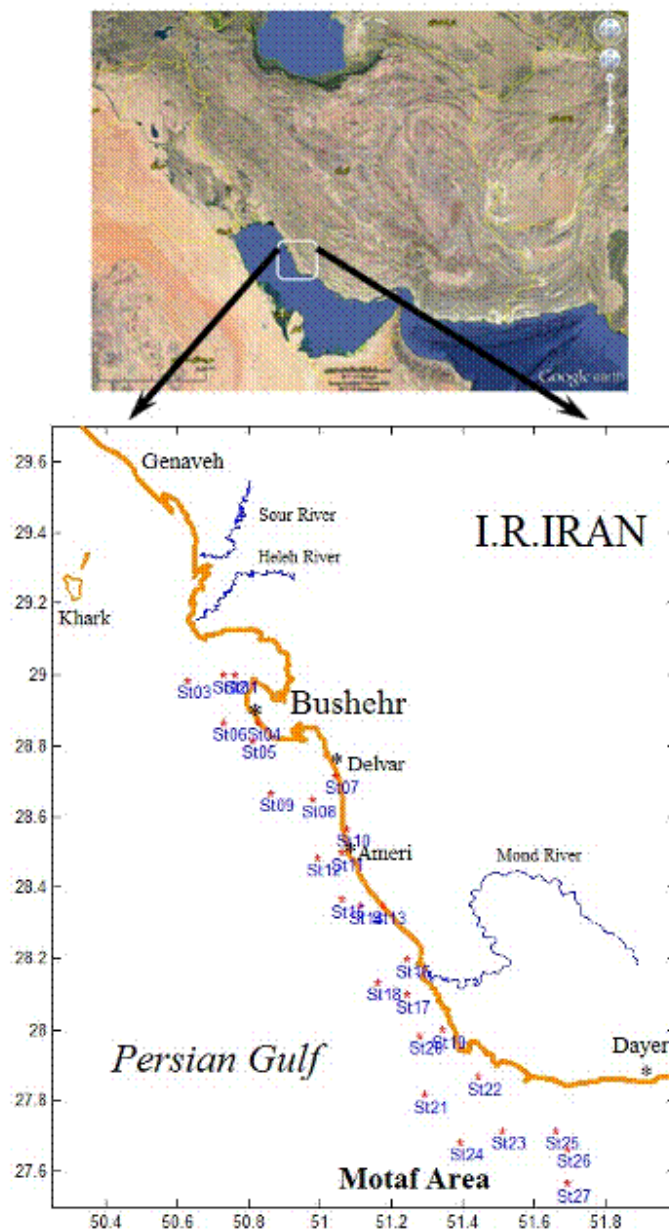 Google earth
29.6
Genaveh
Sour River
I.R.IRAN
29.4
Heleh River
29.2
Khark
29
St03
St01
Bushehr
St06
St04
28.8
St05
Delvar
St07
St09
St08
28.6
St10
Ameri
St11
St12
Mond River
28.4
St15
St14
St13
28.2
St16
St18
St17
28
St19
St20
Persian Gulf
Dayer
St22
27.8
St21
St23
St25
St24
St26
27.6
Motaf Area
St27
50.4 50.6 50.8 51 51.2 51.4 51.6 51.8